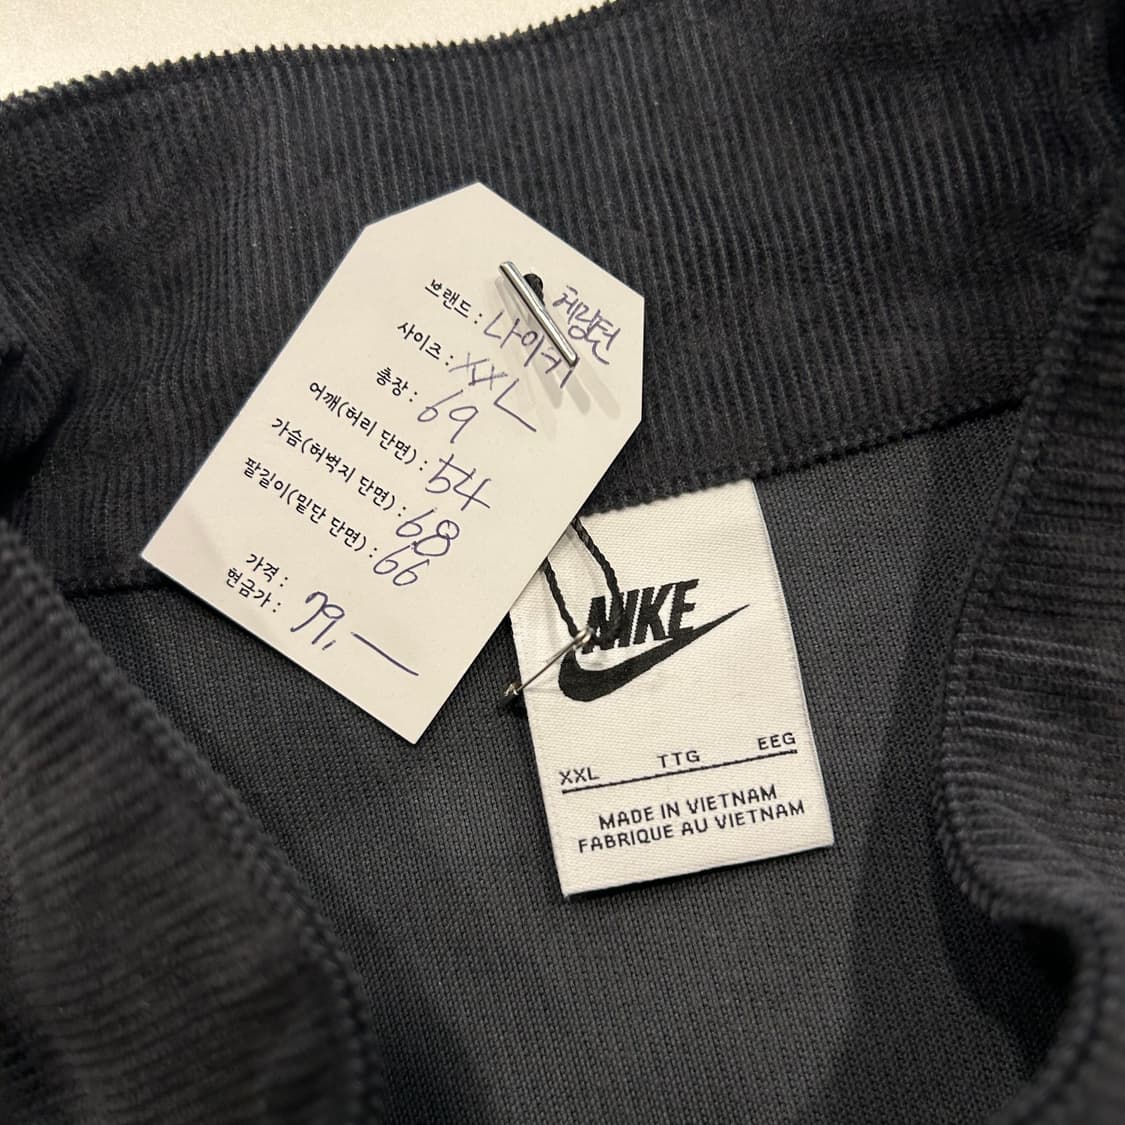 브랜드 : 나이키
헤링턴
사이즈 : XXL
총장 : 69
어깨(허리 단면) : 54
가슴(허벅지 단면) : 68
팔길이(밑단 단면) : 66
가격 :
현금가 : 79,—
NIKE
XXL TTG EEG
MADE IN VIETNAM
FABRIQUE AU VIETNAM